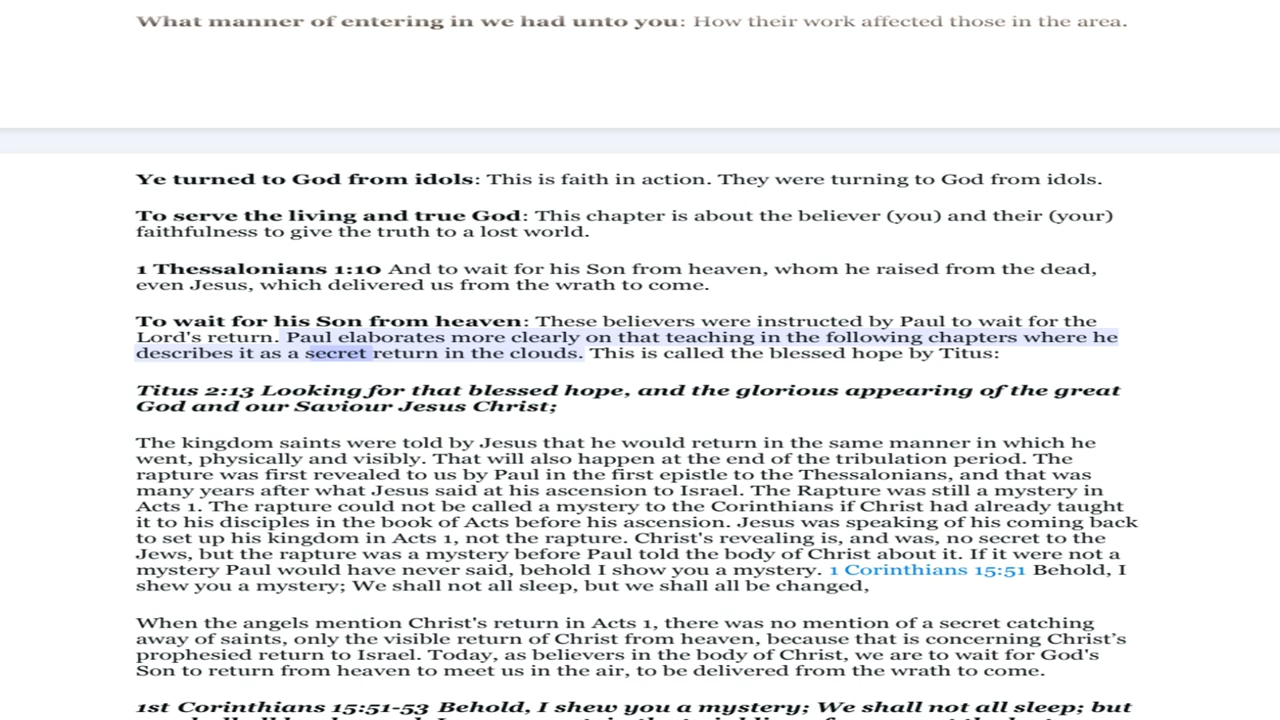 What manner of entering in we had unto you: How their work affected those in the area.
Ye turned to God from idols: This is faith in action. They were turning to God from idols.
To serve the living and true God: This chapter is about the believer (you) and their (your)
faithfulness to give the truth to a lost world.
1 Thessalonians 1:10 And to wait for his Son from heaven, whom he raised from the dead,
even Jesus, which delivered us from the wrath to come.
To wait for his Son from heaven: These believers were instructed by Paul to wait for the
Lord's return. Paul elaborates more clearly on that teaching in the following chapters where he
describes it as a secret return in the clouds. This is called the blessed hope by Titus:
Titus 2:13 Looking for that blessed hope, and the glorious appearing of the great
God and our Saviour Jesus Christ;
The kingdom saints were told by Jesus that he would return in the same manner in which he
went, physically and visibly. That will also happen at the end of the tribulation period. The
rapture was first revealed to us by Paul in the first epistle to the Thessalonians, and that was
many years after what Jesus said at his ascension to Israel. The Rapture was still a mystery in
Acts 1. The rapture could not be called a mystery to the Corinthians if Christ had already taught
it to his disciples in the book of Acts before his ascension. Jesus was speaking of his coming back
to set up his kingdom in Acts 1, not the rapture. Christ's revealing is, and was, no secret to the
Jews, but the rapture was a mystery before Paul told the body of Christ about it. If it were not a
mystery Paul would have never said, behold I show you a mystery. 1 Corinthians 15:51 Behold, I
shew you a mystery; We shall not all sleep, but we shall all be changed,
When the angels mention Christ's return in Acts 1, there was no mention of a secret catching
away of saints, only the visible return of Christ from heaven, because that is concerning Christ’s
prophesied return to Israel. Today, as believers in the body of Christ, we are to wait for God's
Son to return from heaven to meet us in the air, to be delivered from the wrath to come.
1st Corinthians 15:51-53 Behold, I shew you a mystery; We shall not all sleep; but